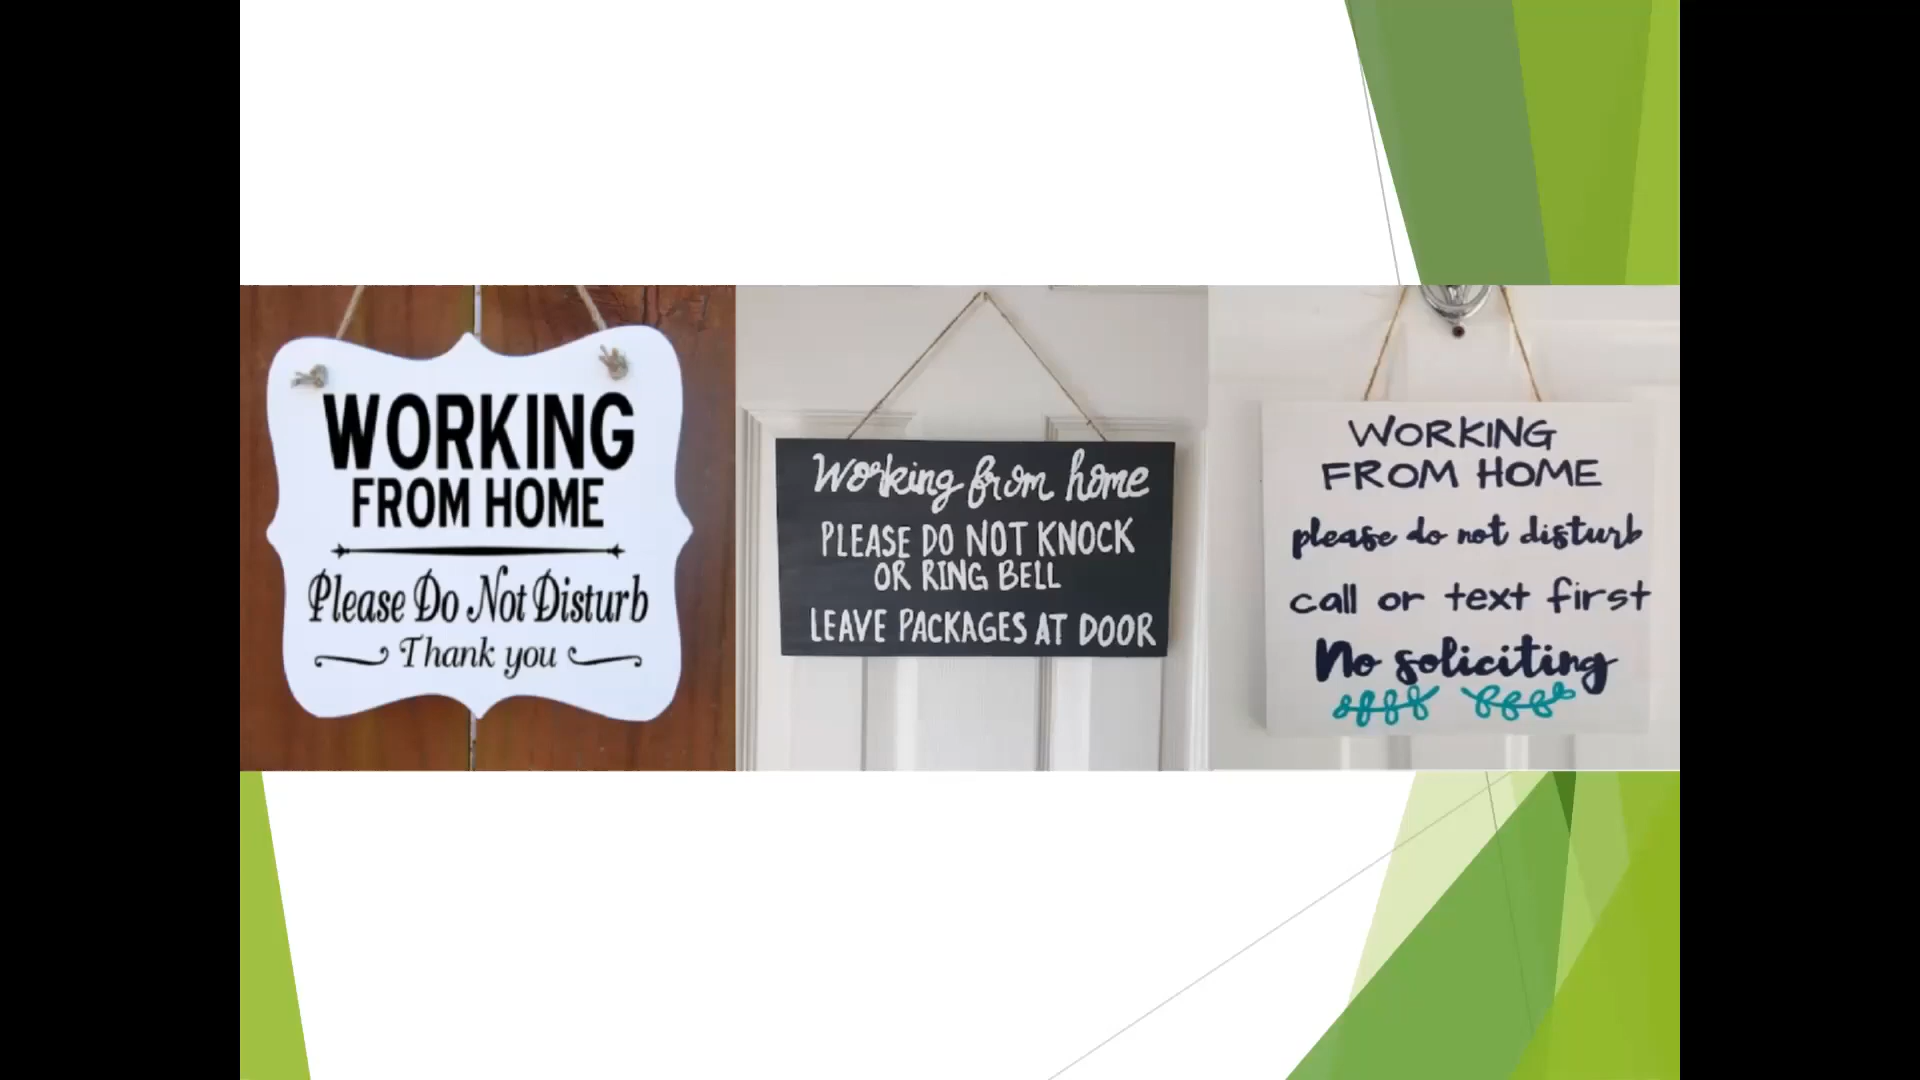 WORKING
FROM HOME
Please Do Not Disturb
Thank you
Working from home
PLEASE DO NOT KNOCK
OR RING BELL
LEAVE PACKAGES AT DOOR
WORKING
FROM HOME
please do not disturb
call or text first
No soliciting